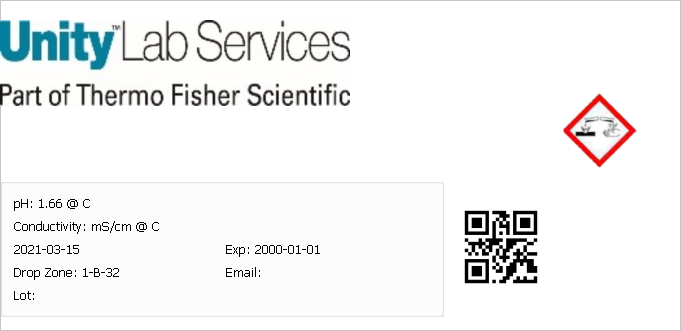 Unity™ Lab Services
Part of Thermo Fisher Scientific
pH: 1.66 @ C
Conductivity: mS/cm @ C
2021-03-15 Exp: 2000-01-01
Drop Zone: 1-B-32 Email:
Lot: